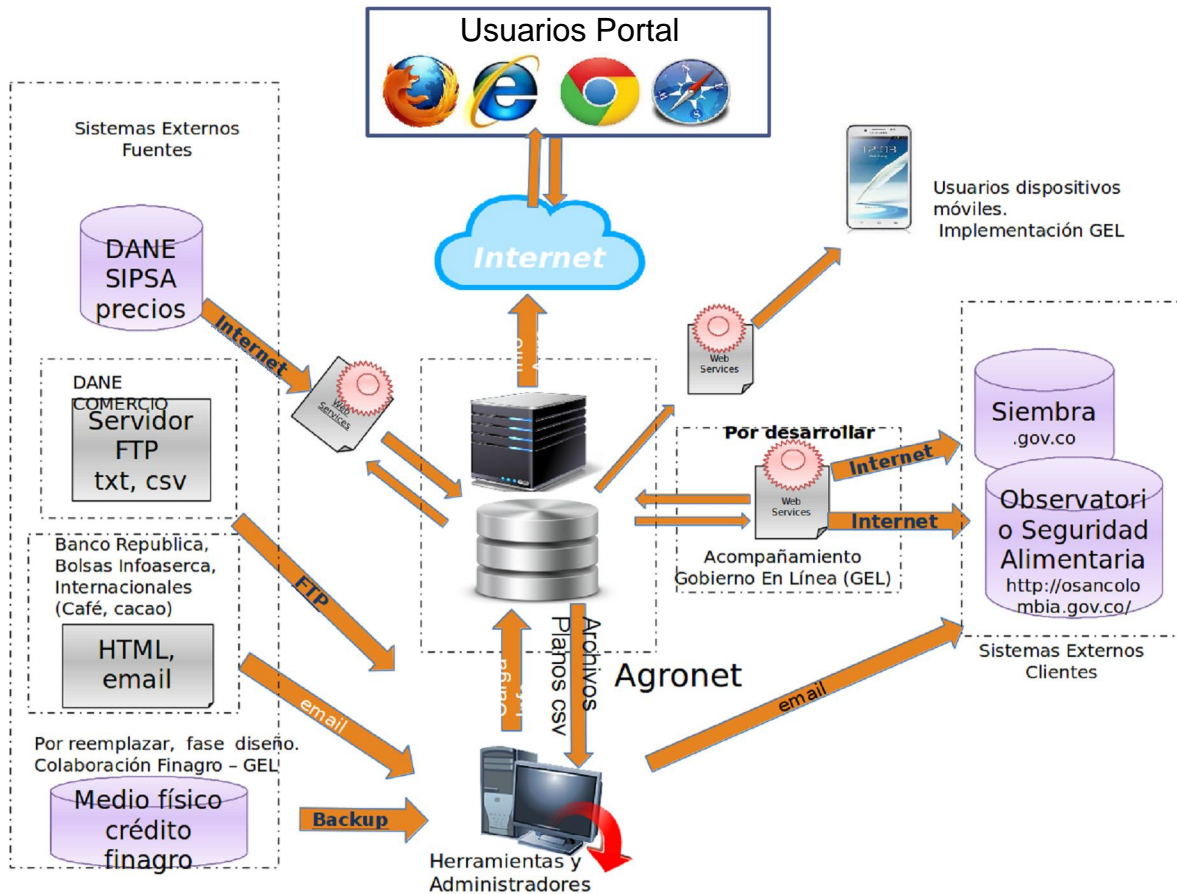 Usuarios Portal
Sistemas Externos
Fuentes
DANE
SIPSA
precios
Internet
Internet
Usuarios dispositivos
móviles.
Implementación GEL
Web
Services
Web
Services
DANE
COMERCIO
Servidor
FTP
txt, csv
Info
Por desarrollar
Web
Services
Internet
Internet
Siembra
.gov.co
Observatori
o Seguridad
Alimentaria
http://osancolo
mbia.gov.co/
Acompañamiento
Gobierno En Línea (GEL)
Sistemas Externos
Clientes
Banco Republica,
Bolsas Infoaserca,
Internacionales
(Café, cacao)
HTML,
email
FTP
email
Carga
Archivos
Planos csv
Agronet
email
Por reemplazar, fase diseño.
Colaboración Finagro – GEL
Medio físico
crédito
finagro
Backup
Herramientas y
Administradores